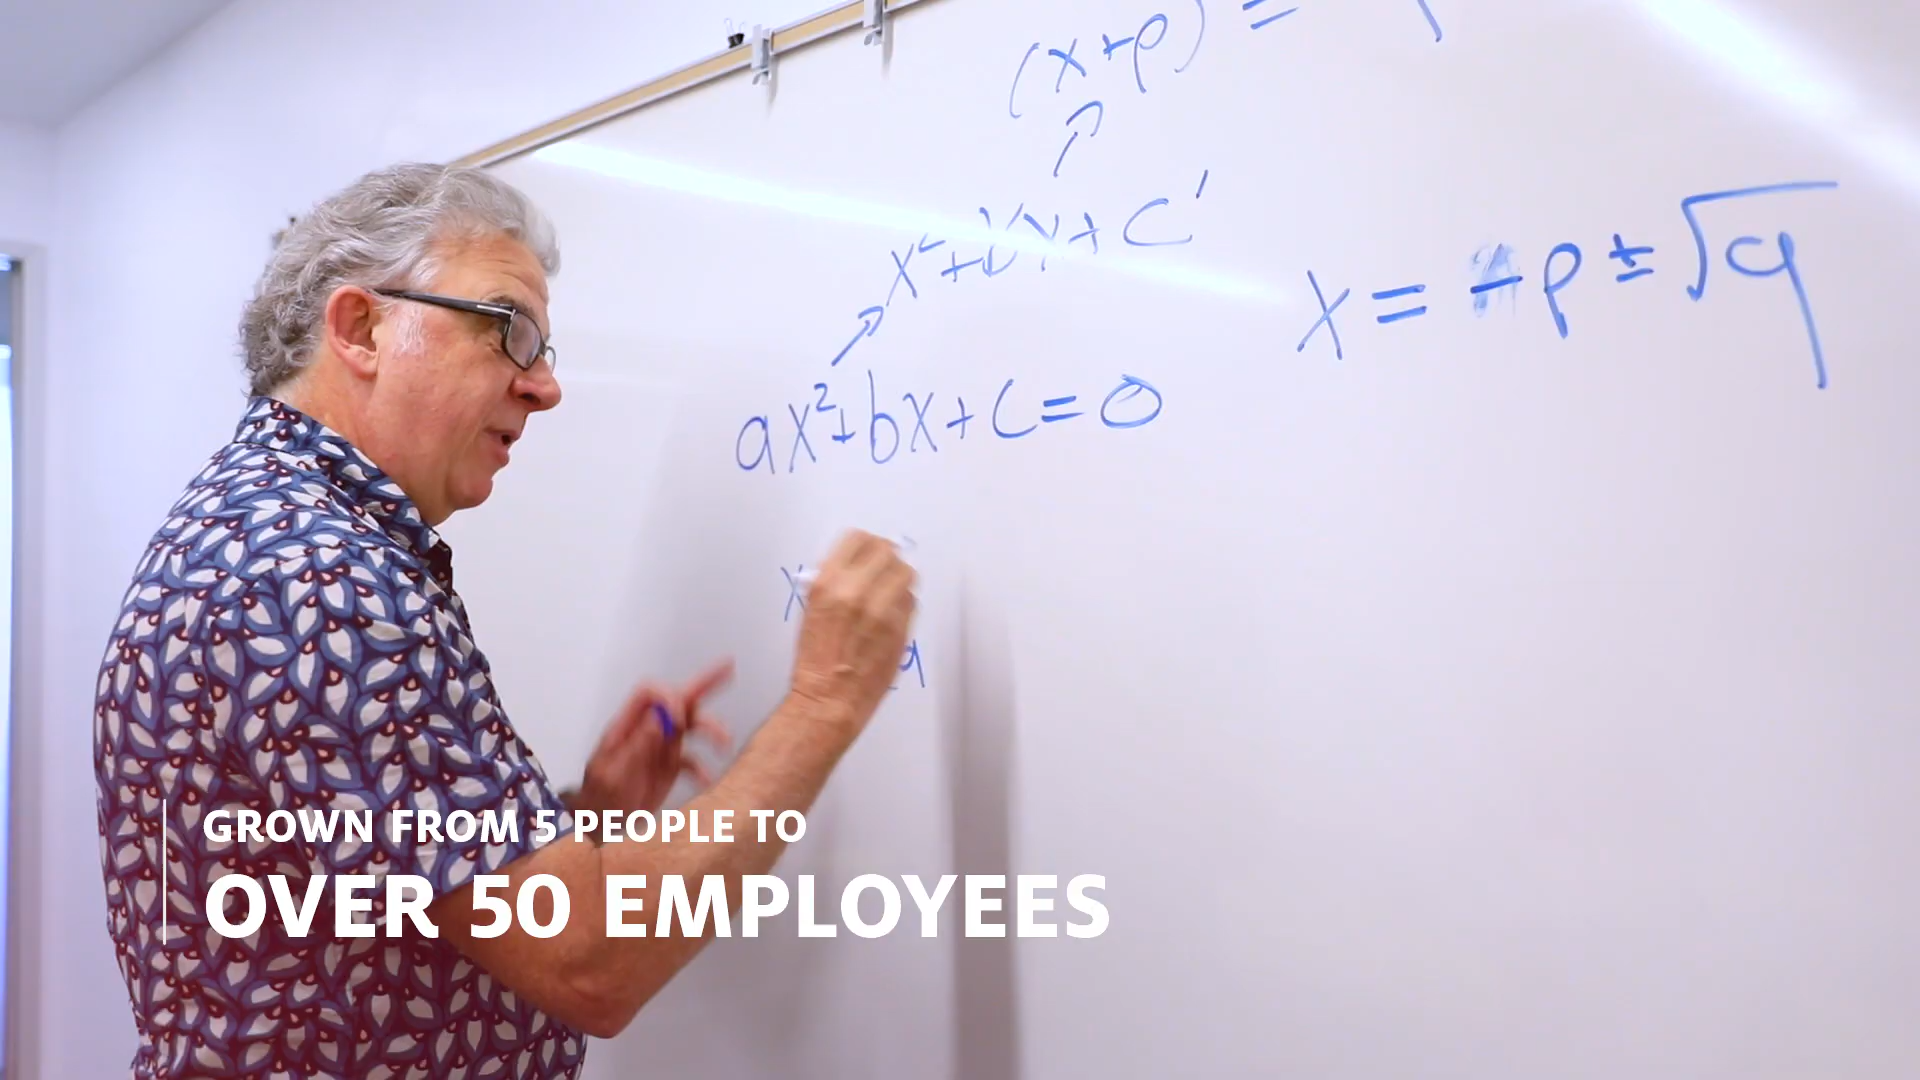 (x+p) =
x²+b'x+c'
x = -p ± √q
ax²+bx+c=0
x
a
GROWN FROM 5 PEOPLE TO
OVER 50 EMPLOYEES